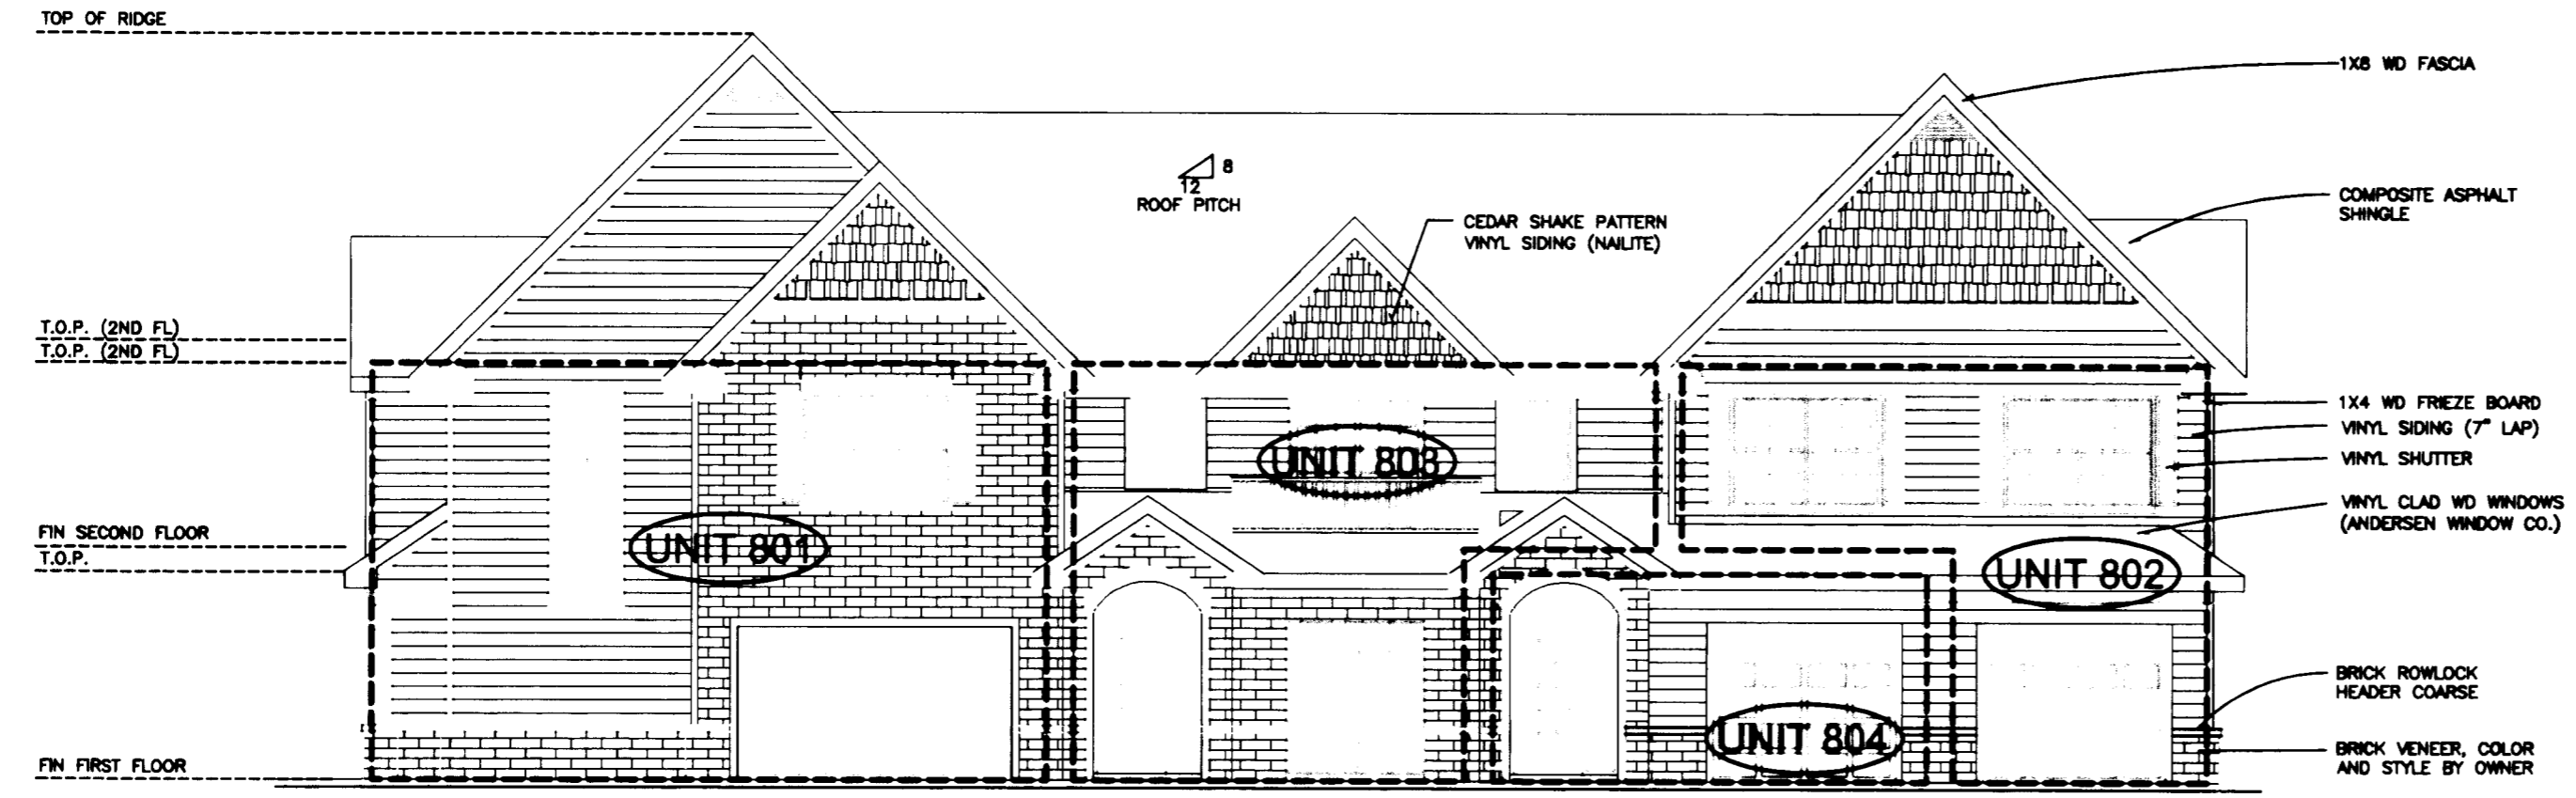 TOP OF RIDGE
1X8 WD FASCIA
8
12
ROOF PITCH
COMPOSITE ASPHALT
SHINGLE
CEDAR SHAKE PATTERN
VINYL SIDING (NAILITE)
T.O.P. (2ND FL)
T.O.P. (2ND FL)
1X4 WD FRIEZE BOARD
VINYL SIDING (7" LAP)
VINYL SHUTTER
UNIT 803
VINYL CLAD WD WINDOWS
(ANDERSEN WINDOW CO.)
FIN SECOND FLOOR
T.O.P.
UNIT 801
UNIT 802
BRICK ROWLOCK
HEADER COARSE
UNIT 804
BRICK VENEER, COLOR
AND STYLE BY OWNER
FIN FIRST FLOOR